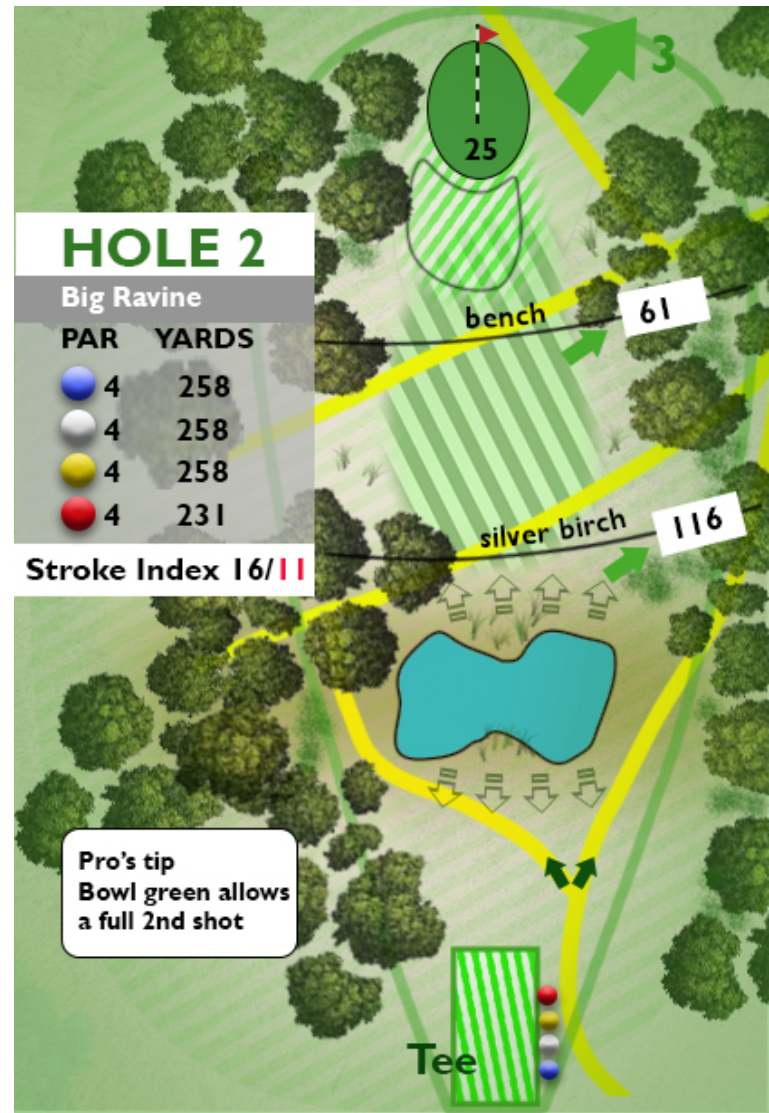 3
25
HOLE 2
Big Ravine
PAR YARDS
4 258
4 258
4 258
4 231
Stroke Index 16/11
bench 61
silver birch 116
Pro's tip
Bowl green allows
a full 2nd shot
Tee